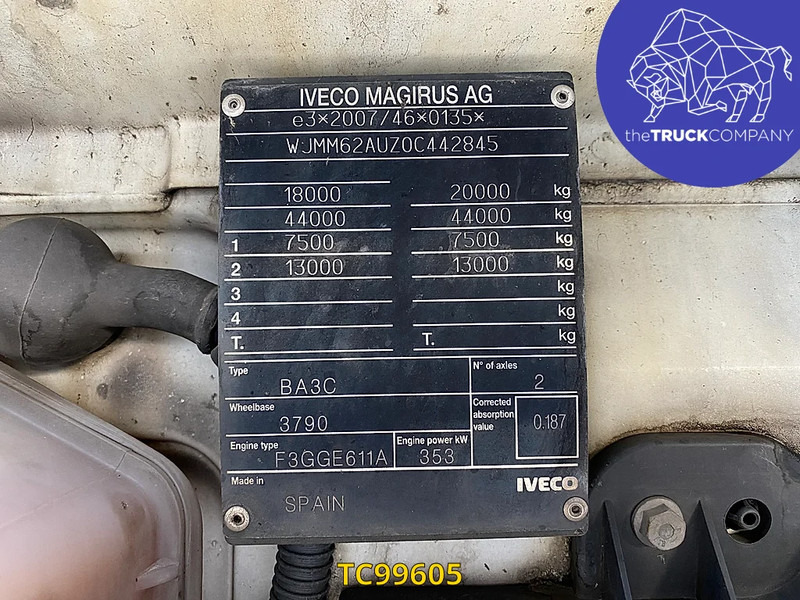 theTRUCKCOMPANY
IVECO MAGIRUS AG
e3*2007/46*0135*
WJMM62AUZ0C442845
18000 20000 kg
44000 44000 kg
1 7500 7500 kg
2 13000 13000 kg
3 kg
4 kg
T. T. kg
Type BA3C
N° of axles 2
Wheelbase 3790
Corrected absorption value 0.187
Engine type F3GGE611A
Engine power kW 353
Made in SPAIN
IVECO
TC99605